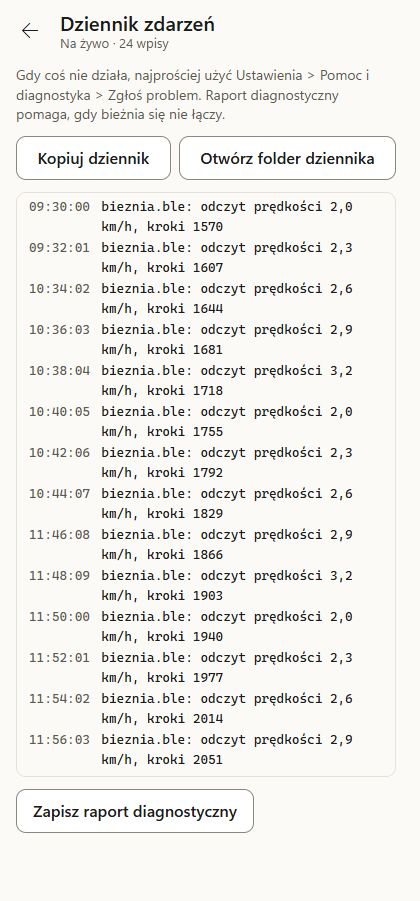 Dziennik zdarzeń
Na żywo · 24 wpisy
Gdy coś nie działa, najprościej użyć Ustawienia > Pomoc i
diagnostyka > Zgłoś problem. Raport diagnostyczny
pomaga, gdy bieżnia się nie łączy.
Kopiuj dziennik Otwórz folder dziennika
09:30:00 bieznia.ble: odczyt prędkości 2,0
km/h, kroki 1570
09:32:01 bieznia.ble: odczyt prędkości 2,3
km/h, kroki 1607
10:34:02 bieznia.ble: odczyt prędkości 2,6
km/h, kroki 1644
10:36:03 bieznia.ble: odczyt prędkości 2,9
km/h, kroki 1681
10:38:04 bieznia.ble: odczyt prędkości 3,2
km/h, kroki 1718
10:40:05 bieznia.ble: odczyt prędkości 2,0
km/h, kroki 1755
10:42:06 bieznia.ble: odczyt prędkości 2,3
km/h, kroki 1792
10:44:07 bieznia.ble: odczyt prędkości 2,6
km/h, kroki 1829
11:46:08 bieznia.ble: odczyt prędkości 2,9
km/h, kroki 1866
11:48:09 bieznia.ble: odczyt prędkości 3,2
km/h, kroki 1903
11:50:00 bieznia.ble: odczyt prędkości 2,0
km/h, kroki 1940
11:52:01 bieznia.ble: odczyt prędkości 2,3
km/h, kroki 1977
11:54:02 bieznia.ble: odczyt prędkości 2,6
km/h, kroki 2014
11:56:03 bieznia.ble: odczyt prędkości 2,9
km/h, kroki 2051
Zapisz raport diagnostyczny